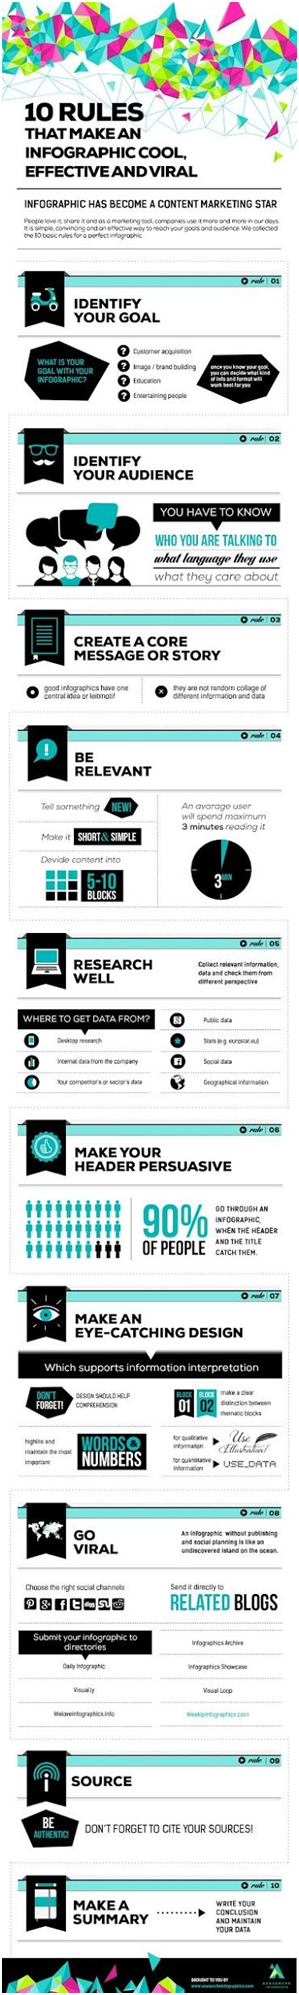 10 RULES
THAT MAKE AN
INFOGRAPHIC COOL,
EFFECTIVE AND VIRAL
INFOGRAPHIC HAS BECOME A CONTENT MARKETING STAR
People love it, share it and as a marketing tool, companies use it more and more in our days.
It is simple, convincing and an effective way to reach your goals and audience. We collected
the 10 basic rules for a perfect infographic.
rule 01
IDENTIFY
YOUR GOAL
WHAT IS YOUR
GOAL WITH YOUR
INFOGRAPHIC?
? Customer acquisition
? Image / brand building
? Education
? Entertaining people
once you know your goal,
you can decide what kind
of info and format will
work best for you
rule 02
IDENTIFY
YOUR AUDIENCE
YOU HAVE TO KNOW
WHO YOU ARE TALKING TO
what language they use
what they care about
rule 03
CREATE A CORE
MESSAGE OR STORY
good infographics have one
central idea or leitmotif
they are not random collage of
different information and data
rule 04
!
BE
RELEVANT
Tell something NEW!
Make it SHORT & SIMPLE
Devide content into
5-10
BLOCKS
An avarage user
will spend maximum
3 minutes reading it
3 MIN
rule 05
RESEARCH
WELL
Collect relevant information,
data and check them from
different perspective
WHERE TO GET DATA FROM?
Desktop research
Internal data from the company
Your competitor's or sector's data
Public data
Stats (e.g. eurostat.eu)
Social data
Geographical information
rule 06
MAKE YOUR
HEADER PERSUASIVE
90%
OF PEOPLE
GO THROUGH AN
INFOGRAPHIC,
WHEN THE HEADER
AND THE TITLE
CATCH THEM.
rule 07
MAKE AN
EYE-CATCHING DESIGN
Which supports information interpretation
DON'T
FORGET!
DESIGN SHOULD HELP
COMPREHENSION
BLOCK
01
BLOCK
02
make a clear
distinction between
thematic blocks
highline and
maintain the most
important
WORDS &
NUMBERS
for qualitative
information
Use
Illustration!
for quantitative
information
USE_DATA
rule 08
GO
VIRAL
An infographic without publishing
and social planning is like an
undiscovered island on the ocean.
Choose the right social channels
Send it directly to
RELATED BLOGS
Submit your infographic to
directories
Daily Infographic
Visually
Weloveinfographics.info
Infographics Archive
Infographics Showcase
Visual Loop
Weeklyinfographics.com
rule 09
SOURCE
BE
AUTHENTIC!
DON'T FORGET TO CITE YOUR SOURCES!
rule 10
MAKE A
SUMMARY
WRITE YOUR
CONCLUSION
AND MAINTAIN
YOUR DATA
BROUGHT TO YOU BY